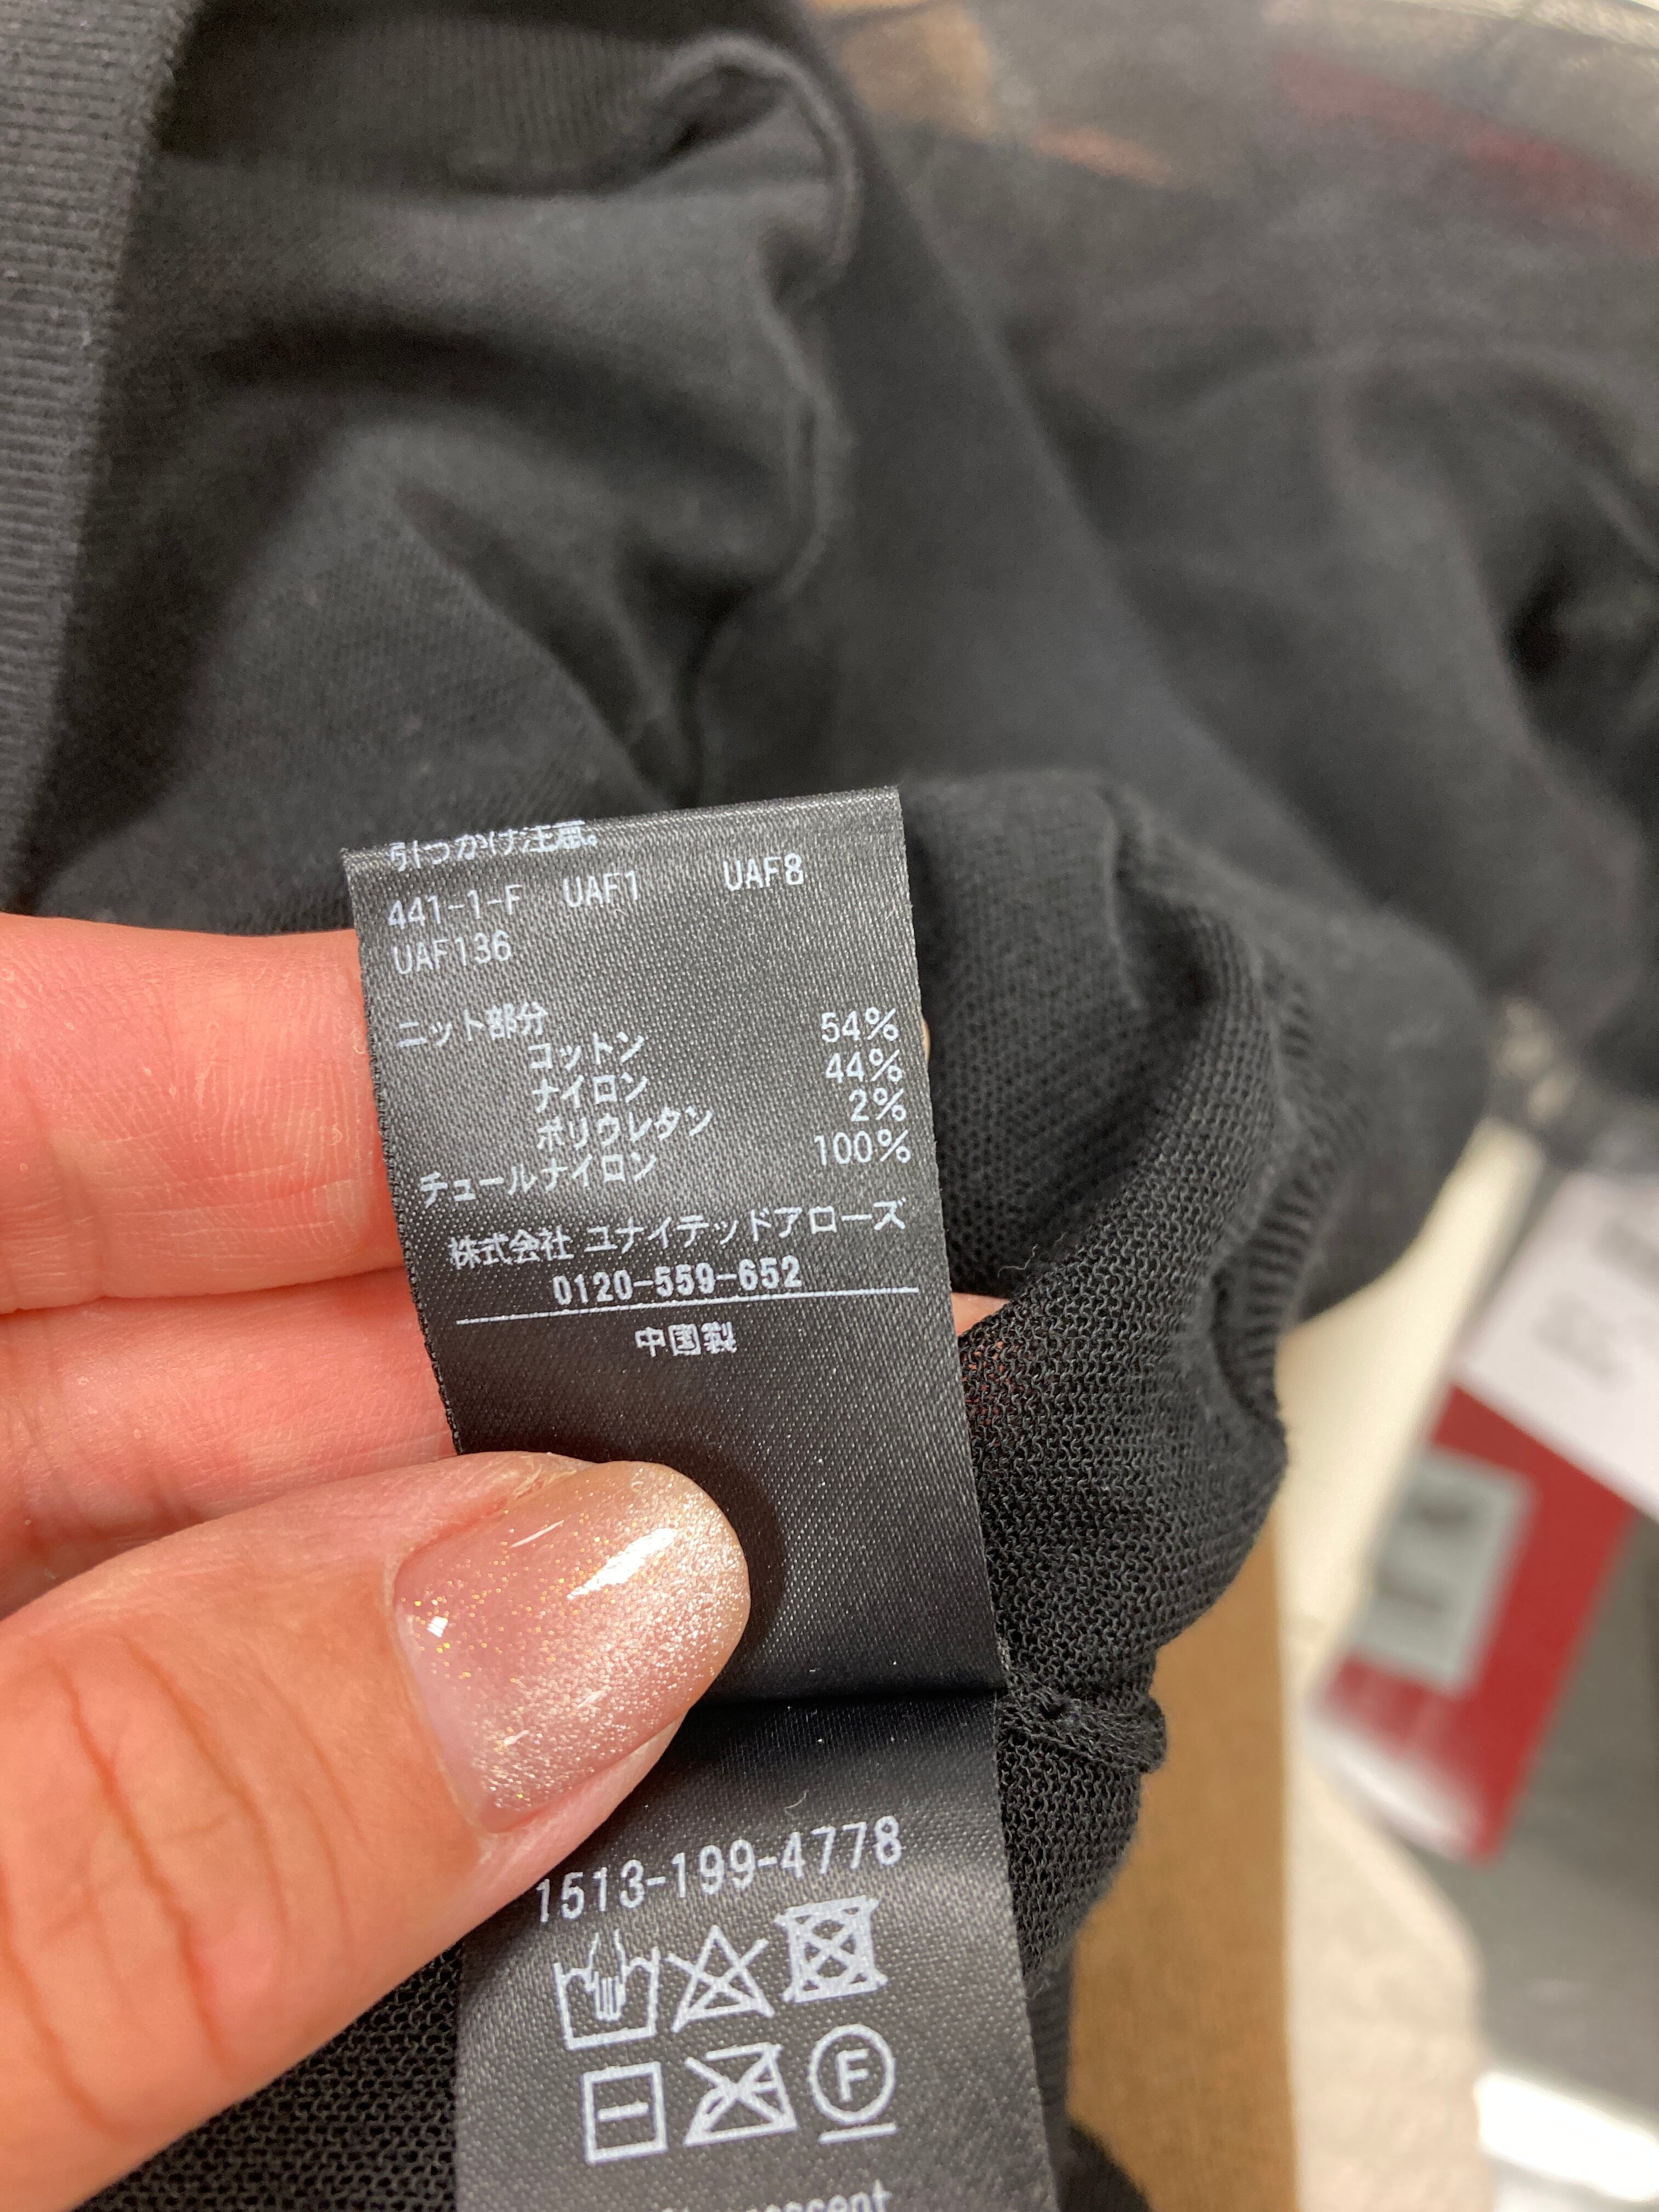 引っかけ注意。
441-1-F UAF1 UAF8
UAF136
ニット部分
コットン 54%
ナイロン 44%
ポリウレタン 2%
チュールナイロン 100%
株式会社 ユナイテッドアローズ
0120-559-652
中国製
1513-199-4778
F